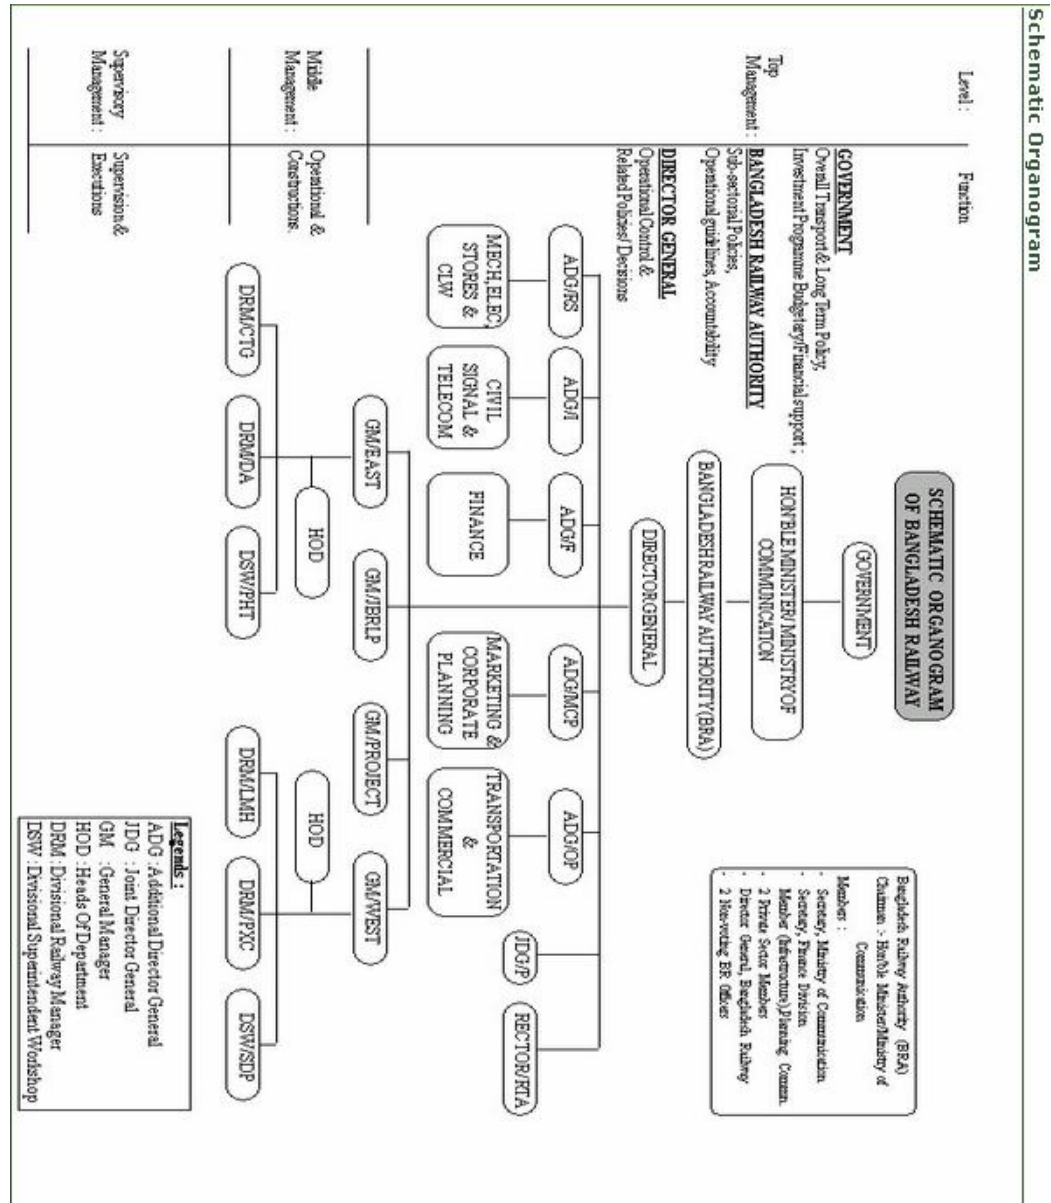 Schematic Organogram
Level :
Function
SCHEMATIC ORGANOGRAM
OF BANGLADESH RAILWAY
GOVERNMENT
Overall Transport & Long Term Policy,
Investment Progamme Budgetary/Financial support ;
Top
Management :
BANGLADESH RAILWAY AUTHORITY
Sub-sectorial Policies,
Operational guidelines, Accountability
DIRECTOR GENERAL
Operational Control &
Related Policies/ Decisions
GOVERNMENT
HON'BLE MINISTER/ MINISTRY OF
COMMUNICATION
BANGLADESH RAILWAY AUTHORITY (BRA)
DIRECTOR GENERAL
Bangladesh Railway Authority (BRA)
Chairman :- Hon'ble Minister/Ministry of
Communication
Members :
- Secretary, Ministry of Communication
- Secretary, Finance Division
Member (Infrastructure), Planning Commn.
- 2 Private Sector Members
- Director General, Bangladesh Railway
- 2 Non-voting BR Officers
ADG/RS
ADG/I
ADG/F
ADG/MCP
ADG/OP
JDG/P
RECTOR/RTA
MECH, ELEC,
STORES &
CLW
CIVIL
SIGNAL &
TELECOM
FINANCE
MARKETING &
CORPORATE
PLANNING
TRANSPORTATION
&
COMMERCIAL
Middle
Management :
Operational &
Constructions.
GM/EAST
GM/JBRLP
GM/PROJECT
GM/WEST
HOD
HOD
DRM/CTG
DRM/DA
DSW/PHT
DRM/LMH
DRM/PXC
DSW/SDP
Supervisory
Management :
Supervision &
Executions
Legends :
ADG : Additional Director General
JDG : Joint Director General
GM : General Manager
HOD : Heads Of Department
DRM : Divisional Railway Manager
DSW : Divisional Superintendent Workshop